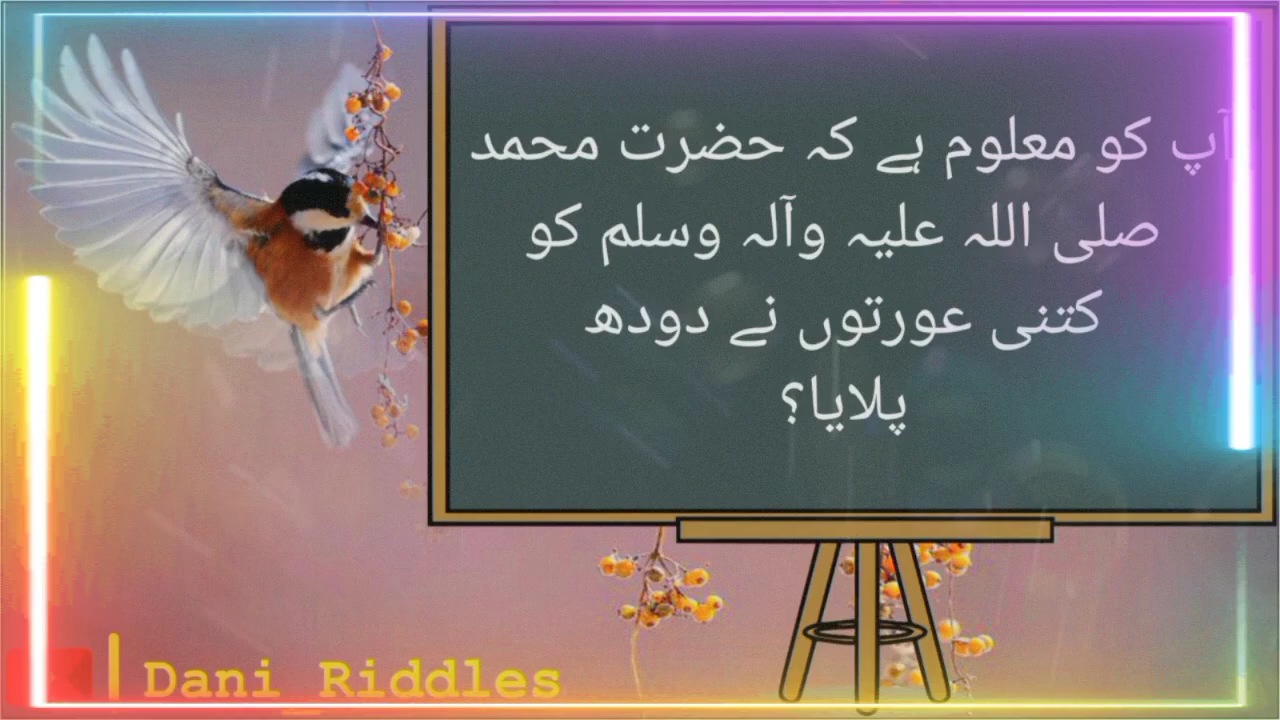 آپ کو معلوم ہے کہ حضرت محمد
صلی اللہ علیہ وآلہ وسلم کو
کتنی عورتوں نے دودھ
پلایا؟
Dani Riddles